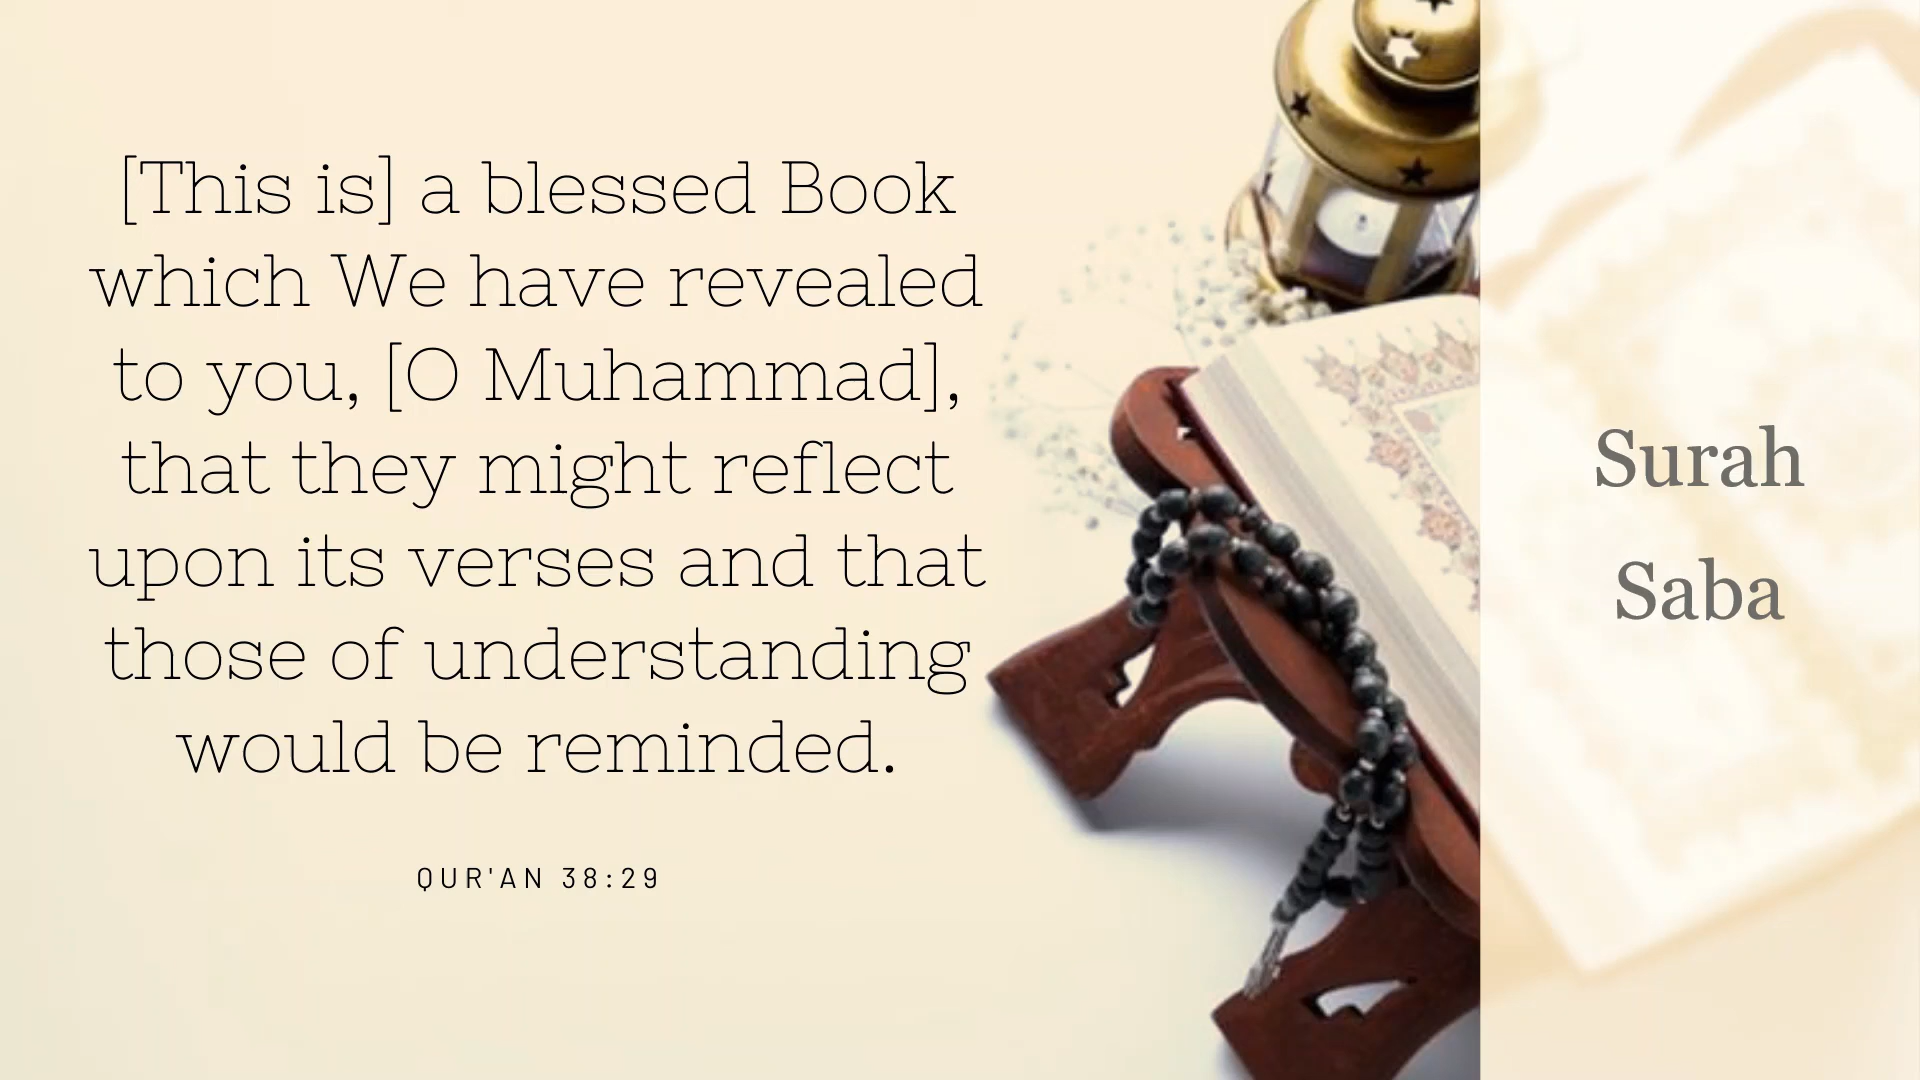 [This is] a blessed Book
which We have revealed
to you, [O Muhammad],
that they might reflect
upon its verses and that
those of understanding
would be reminded.
QUR'AN 38:29
Surah
Saba